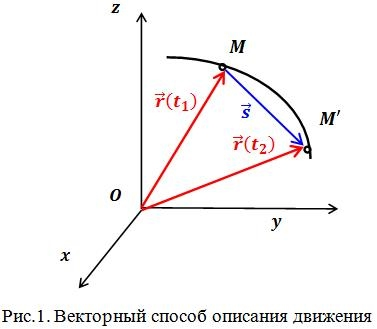 z
M
r⃗(t₁)
s⃗
M′
r⃗(t₂)
O
y
x
Рис.1. Векторный способ описания движения